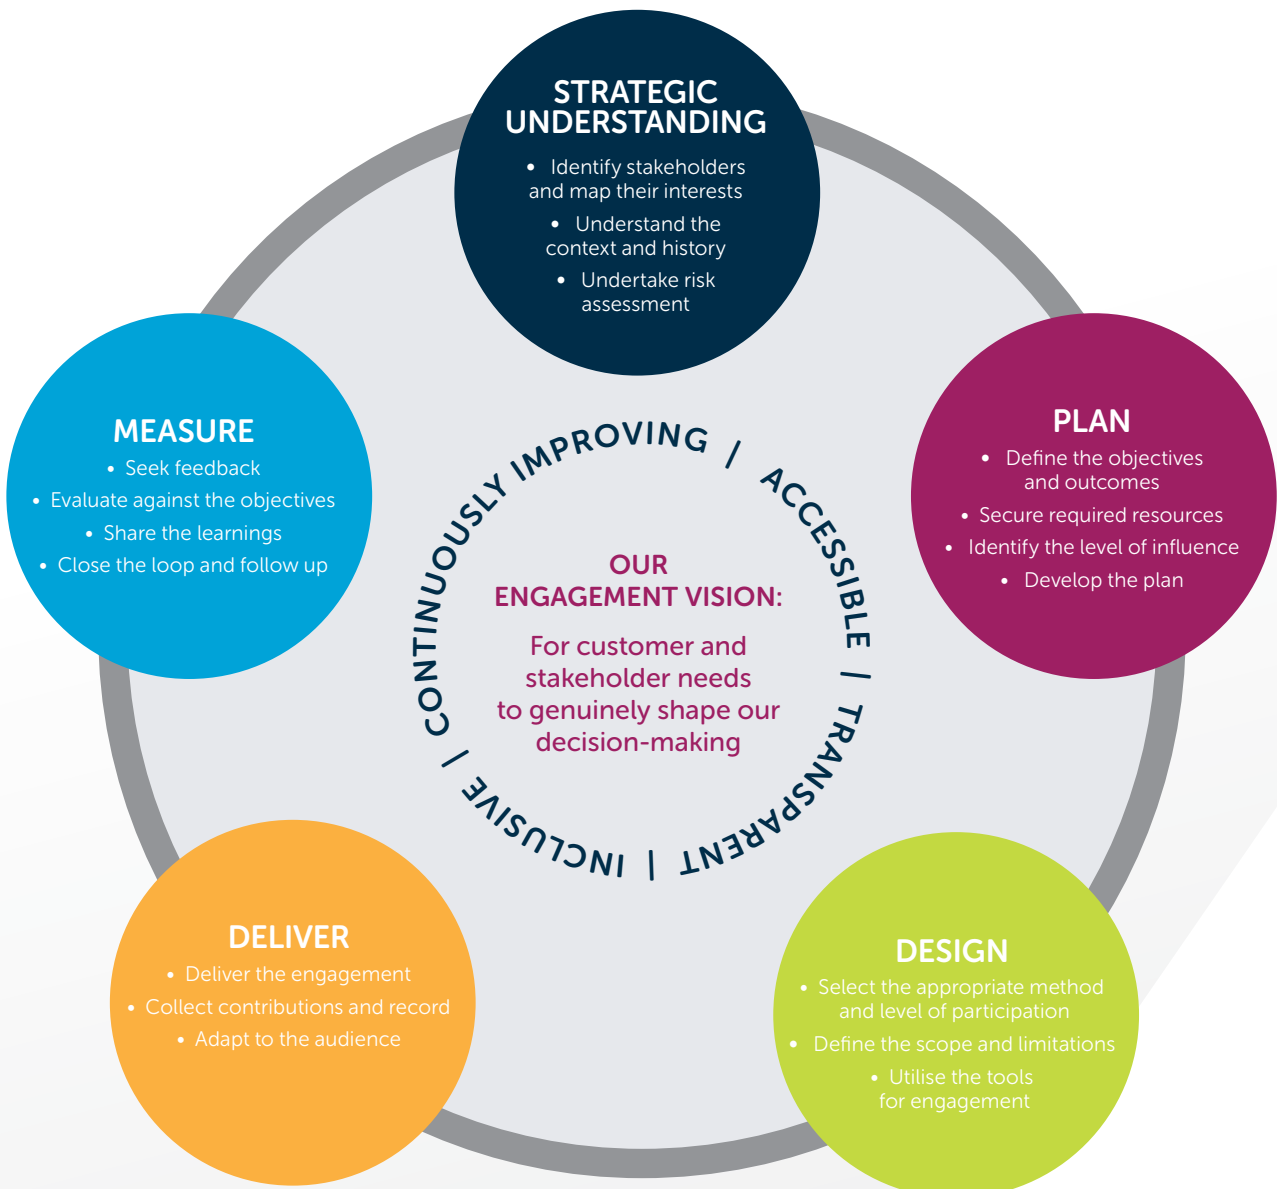 STRATEGIC
UNDERSTANDING
• Identify stakeholders
and map their interests
• Understand the
context and history
• Undertake risk
assessment
PLAN
• Define the objectives
and outcomes
• Secure required resources
• Identify the level of influence
• Develop the plan
DESIGN
• Select the appropriate method
and level of participation
• Define the scope and limitations
• Utilise the tools
for engagement
DELIVER
• Deliver the engagement
• Collect contributions and record
• Adapt to the audience
MEASURE
• Seek feedback
• Evaluate against the objectives
• Share the learnings
• Close the loop and follow up
ACCESSIBLE | TRANSPARENT | INCLUSIVE | CONTINUOUSLY IMPROVING |
OUR
ENGAGEMENT VISION:
For customer and
stakeholder needs
to genuinely shape our
decision-making